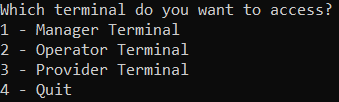 Which terminal do you want to access?
1 - Manager Terminal
2 - Operator Terminal
3 - Provider Terminal
4 - Quit